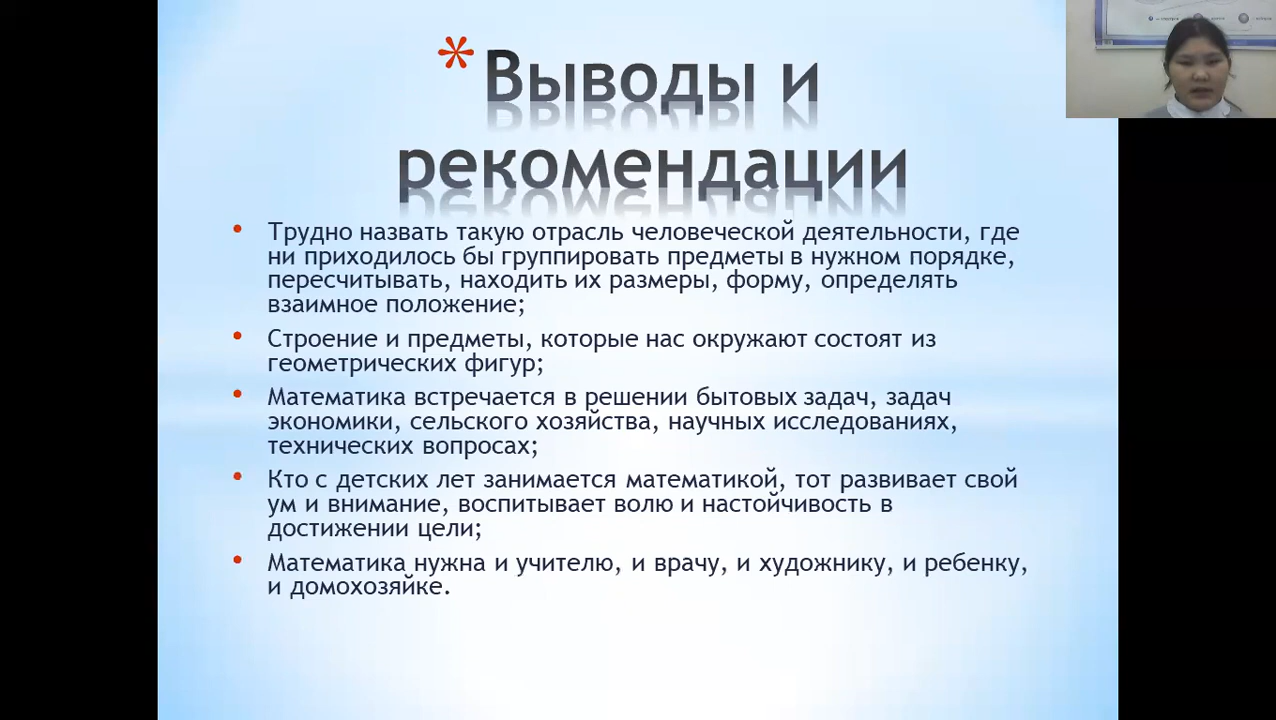 * Выводы и
рекомендации
• Трудно назвать такую отрасль человеческой деятельности, где
ни приходилось бы группировать предметы в нужном порядке,
пересчитывать, находить их размеры, форму, определять
взаимное положение;
• Строение и предметы, которые нас окружают состоят из
геометрических фигур;
• Математика встречается в решении бытовых задач, задач
экономики, сельского хозяйства, научных исследованиях,
технических вопросах;
• Кто с детских лет занимается математикой, тот развивает свой
ум и внимание, воспитывает волю и настойчивость в
достижении цели;
• Математика нужна и учителю, и врачу, и художнику, и ребенку,
и домохозяйке.